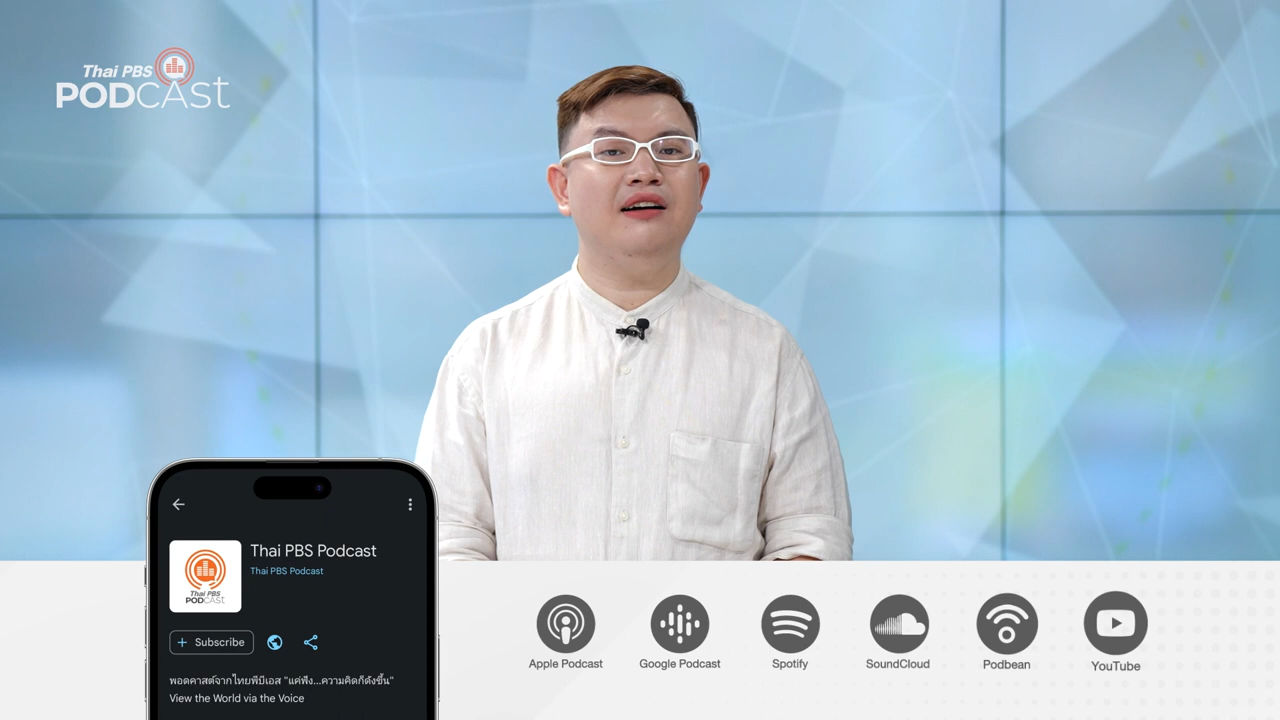 Thai PBS
PODCAST
Thai PBS Podcast
Thai PBS Podcast
Thai PBS
PODCAST
+ Subscribe
พอดคาสต์จากไทยพีบีเอส "แค่ฟัง...ความคิดก็ดังขึ้น"
View the World via the Voice
Apple Podcast
Google Podcast
Spotify
SoundCloud
Podbean
YouTube